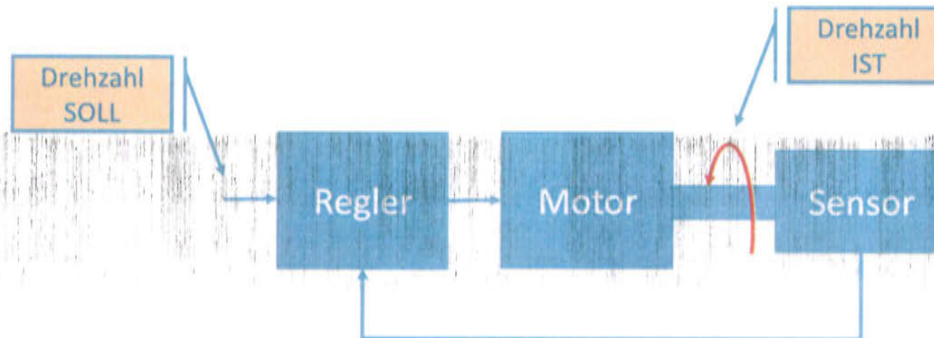 Drehzahl
SOLL
Drehzahl
IST
Regler
Motor
Sensor